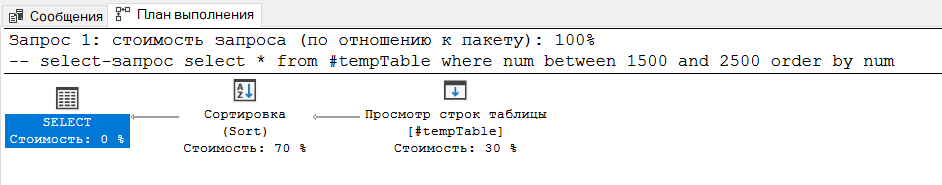 Сообщения
План выполнения
Запрос 1: стоимость запроса (по отношению к пакету): 100%
-- select-запрос select * from #tempTable where num between 1500 and 2500 order by num
SELECT
Стоимость: 0 %
Сортировка
(Sort)
Стоимость: 70 %
Просмотр строк таблицы
[#tempTable]
Стоимость: 30 %